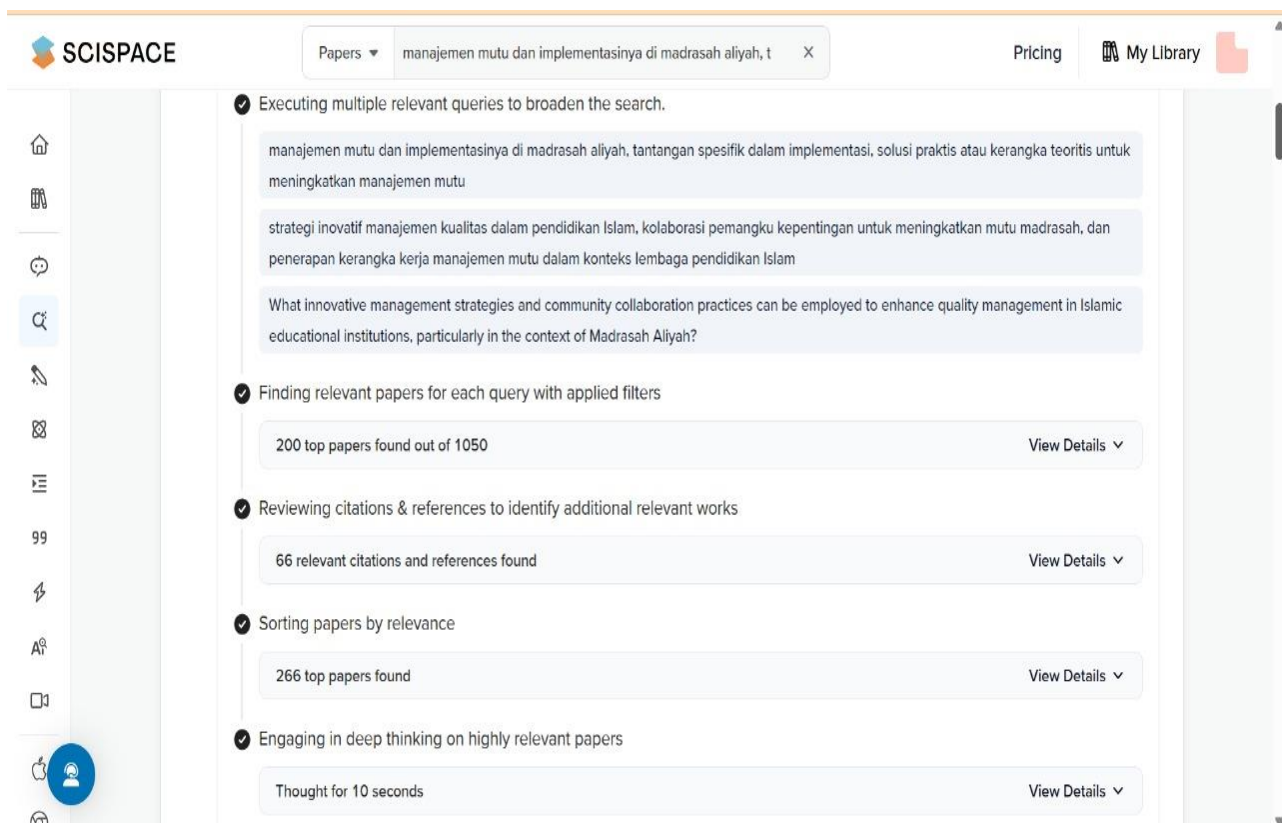 SCISPACE
Papers
manajemen mutu dan implementasinya di madrasah aliyah, t
X
Pricing
My Library
Executing multiple relevant queries to broaden the search.
manajemen mutu dan implementasinya di madrasah aliyah, tantangan spesifik dalam implementasi, solusi praktis atau kerangka teoritis untuk
meningkatkan manajemen mutu
strategi inovatif manajemen kualitas dalam pendidikan Islam, kolaborasi pemangku kepentingan untuk meningkatkan mutu madrasah, dan
penerapan kerangka kerja manajemen mutu dalam konteks lembaga pendidikan Islam
What innovative management strategies and community collaboration practices can be employed to enhance quality management in Islamic
educational institutions, particularly in the context of Madrasah Aliyah?
Finding relevant papers for each query with applied filters
200 top papers found out of 1050
View Details
Reviewing citations & references to identify additional relevant works
66 relevant citations and references found
View Details
Sorting papers by relevance
266 top papers found
View Details
Engaging in deep thinking on highly relevant papers
Thought for 10 seconds
View Details